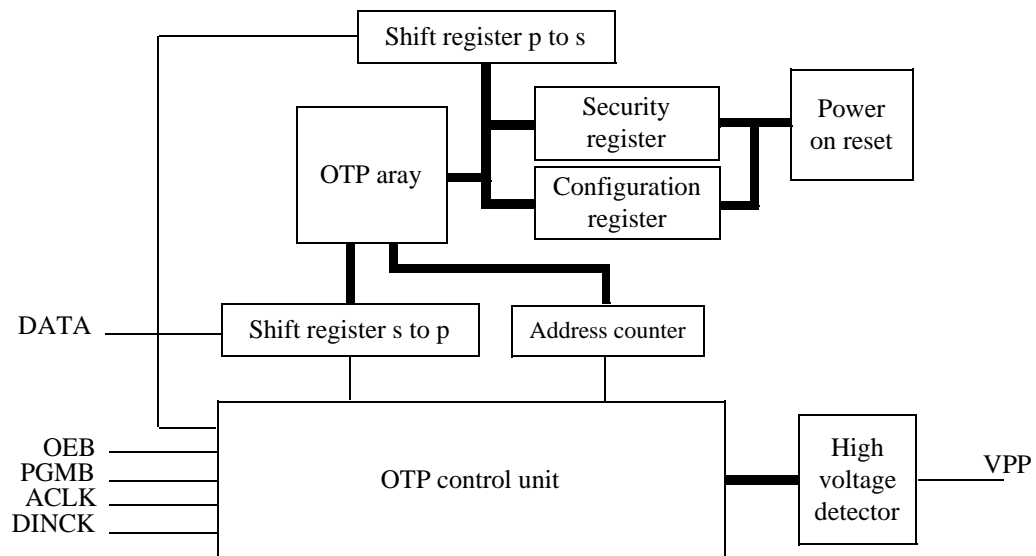 Shift register p to s
Security
register
Power
on reset
OTP aray
Configuration
register
DATA
Shift register s to p
Address counter
OEB
PGMB
ACLK
DINCK
OTP control unit
High
voltage
detector
VPP